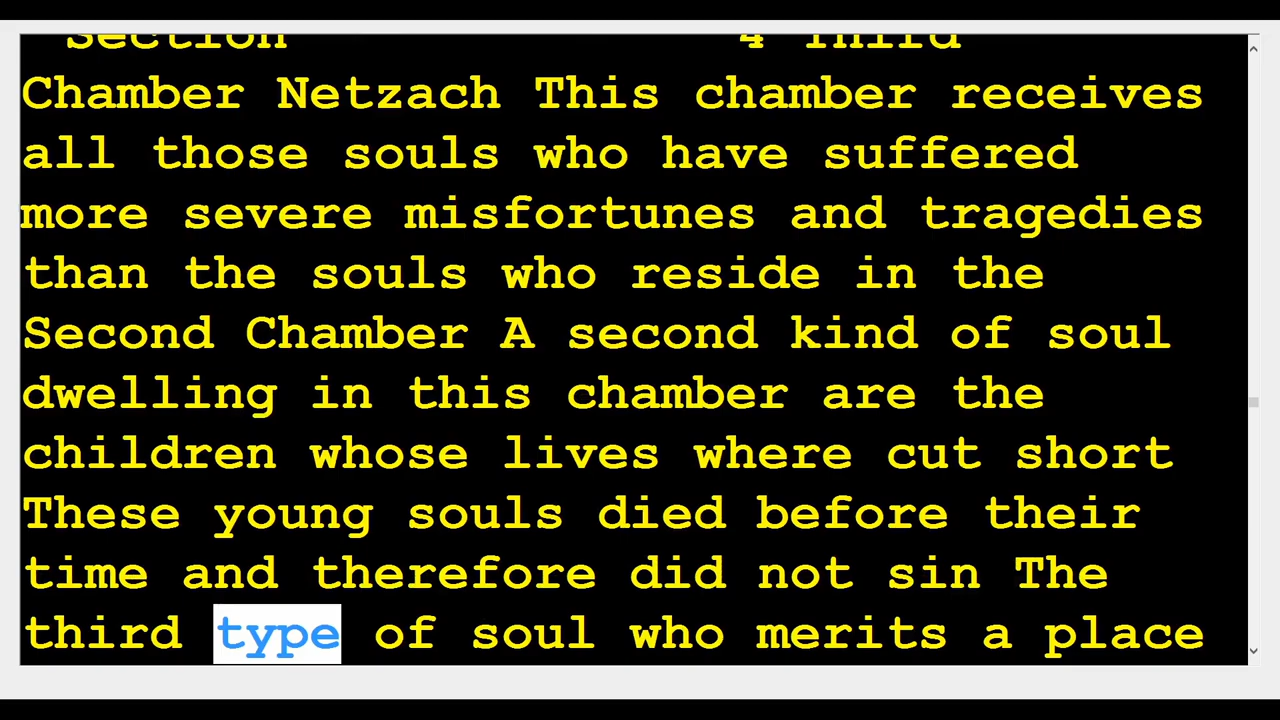 Section 4 Third
Chamber Netzach This chamber receives
all those souls who have suffered
more severe misfortunes and tragedies
than the souls who reside in the
Second Chamber A second kind of soul
dwelling in this chamber are the
children whose lives where cut short
These young souls died before their
time and therefore did not sin The
third type of soul who merits a place